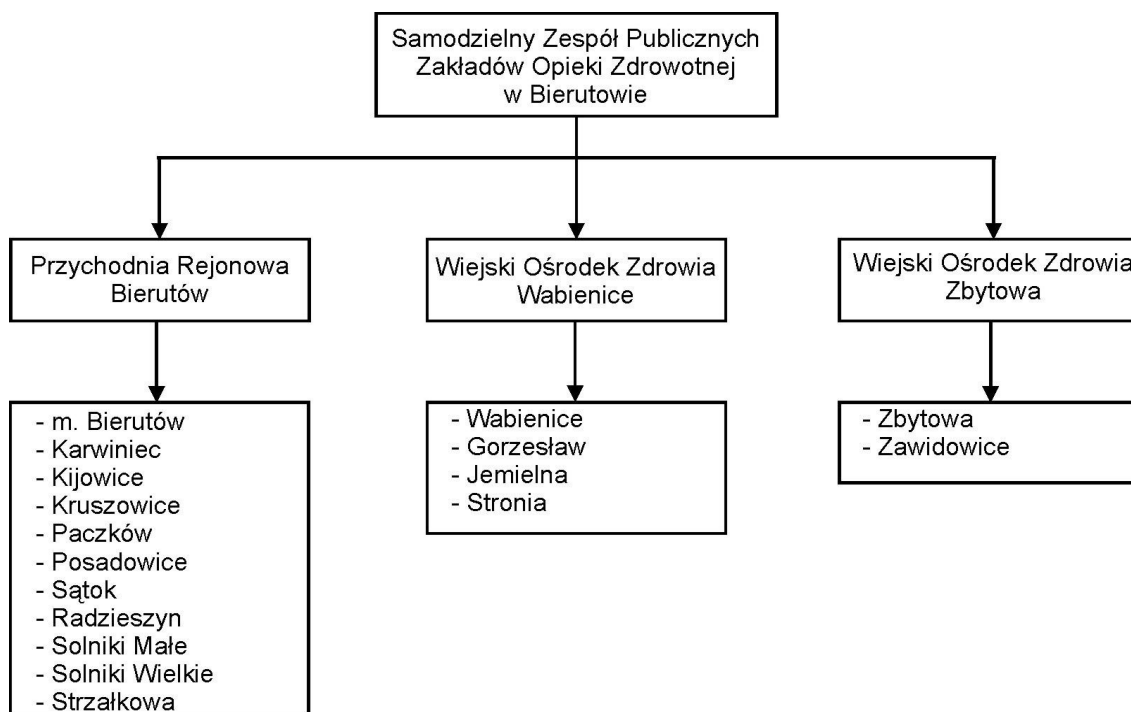 Samodzielny Zespół Publicznych
Zakładów Opieki Zdrowotnej
w Bierutowie
Przychodnia Rejonowa
Bierutów
Wiejski Ośrodek Zdrowia
Wabienice
Wiejski Ośrodek Zdrowia
Zbytowa
- m. Bierutów
- Karwiniec
- Kijowice
- Kruszowice
- Paczków
- Posadowice
- Sątok
- Radzieszyn
- Solniki Małe
- Solniki Wielkie
- Strzałkowa
- Wabienice
- Gorzesław
- Jemielna
- Stronia
- Zbytowa
- Zawidowice